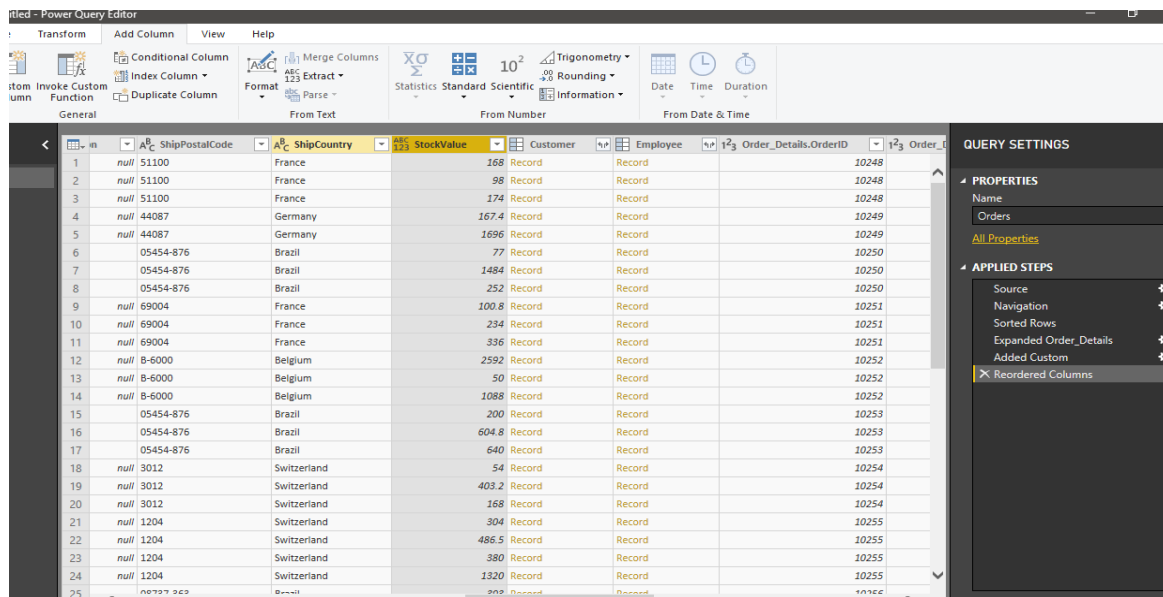 ntitled - Power Query Editor
Transform Add Column View Help
Conditional Column
Index Column
Duplicate Column
Invoke Custom Function
General
Format
Merge Columns
Extract
Parse
From Text
Statistics Standard Scientific
Trigonometry
Rounding
Information
From Number
Date Time Duration
From Date & Time
ShipPostalCode ShipCountry StockValue Customer Employee Order_Details.OrderID Order_D
1 null 51100 France 168 Record Record 10248
2 null 51100 France 98 Record Record 10248
3 null 51100 France 174 Record Record 10248
4 null 44087 Germany 167.4 Record Record 10249
5 null 44087 Germany 1696 Record Record 10249
6 05454-876 Brazil 77 Record Record 10250
7 05454-876 Brazil 1484 Record Record 10250
8 05454-876 Brazil 252 Record Record 10250
9 null 69004 France 100.8 Record Record 10251
10 null 69004 France 234 Record Record 10251
11 null 69004 France 336 Record Record 10251
12 null B-6000 Belgium 2592 Record Record 10252
13 null B-6000 Belgium 50 Record Record 10252
14 null B-6000 Belgium 1088 Record Record 10252
15 05454-876 Brazil 200 Record Record 10253
16 05454-876 Brazil 604.8 Record Record 10253
17 05454-876 Brazil 640 Record Record 10253
18 null 3012 Switzerland 54 Record Record 10254
19 null 3012 Switzerland 403.2 Record Record 10254
20 null 3012 Switzerland 168 Record Record 10254
21 null 1204 Switzerland 304 Record Record 10255
22 null 1204 Switzerland 486.5 Record Record 10255
23 null 1204 Switzerland 380 Record Record 10255
24 null 1204 Switzerland 1320 Record Record 10255
QUERY SETTINGS
PROPERTIES
Name
Orders
All Properties
APPLIED STEPS
Source
Navigation
Sorted Rows
Expanded Order_Details
Added Custom
Reordered Columns